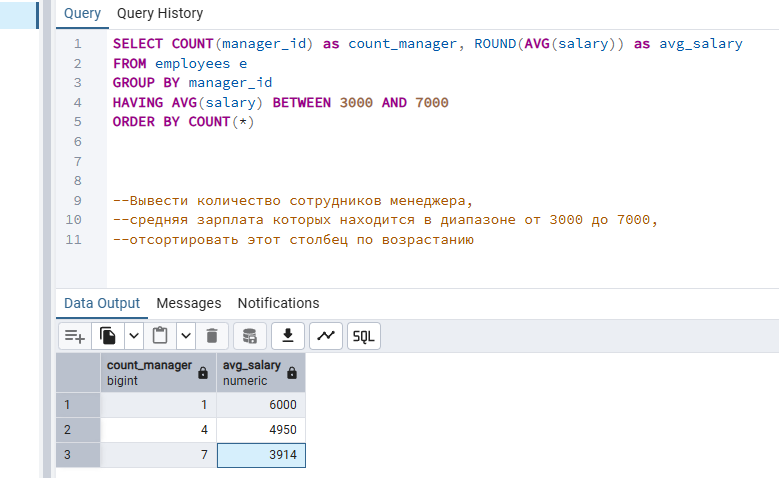 Query Query History
1 SELECT COUNT(manager_id) as count_manager, ROUND(AVG(salary)) as avg_salary
2 FROM employees e
3 GROUP BY manager_id
4 HAVING AVG(salary) BETWEEN 3000 AND 7000
5 ORDER BY COUNT(*)
6
7
8
9 --Вывести количество сотрудников менеджера,
10 --средняя зарплата которых находится в диапазоне от 3000 до 7000,
11 --отсортировать этот столбец по возрастанию
Data Output Messages Notifications
SQL
count_manager avg_salary
bigint numeric
1 1 6000
2 4 4950
3 7 3914